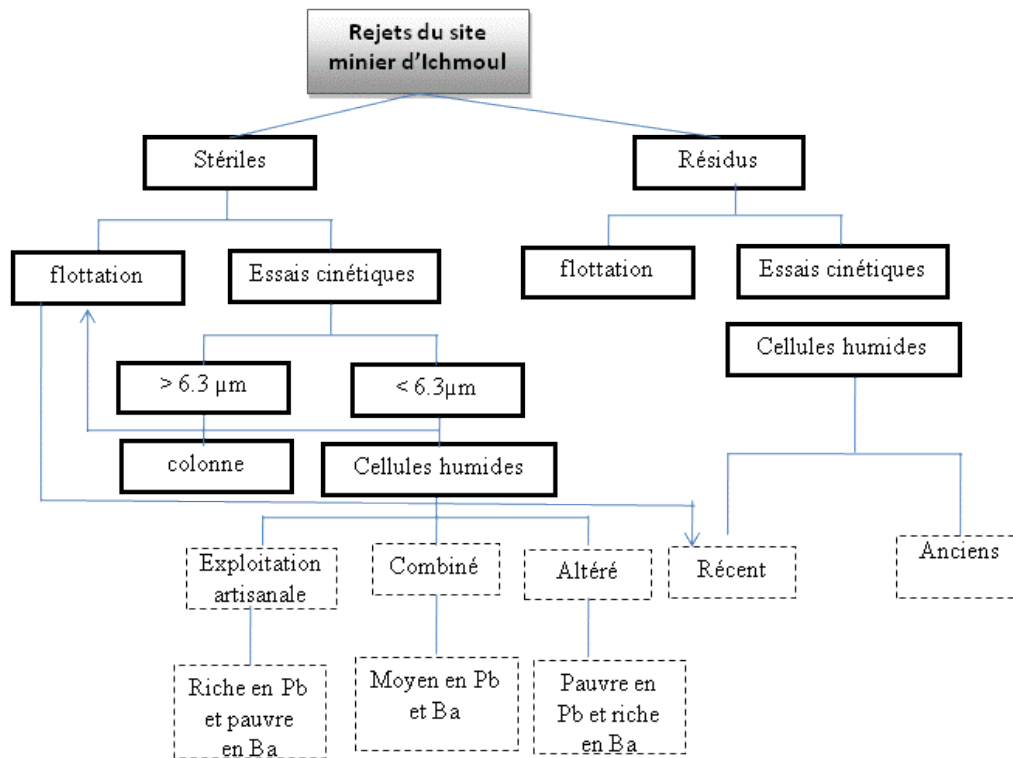 Rejets du site
minier d'Ichmoul
Stériles
Résidus
flottation
Essais cinétiques
flottation
Essais cinétiques
Cellules humides
> 6.3 µm
< 6.3µm
colonne
Cellules humides
Exploitation
artisanale
Combiné
Altéré
Récent
Anciens
Riche en Pb
et pauvre
en Ba
Moyen en Pb
et Ba
Pauvre en
Pb et riche
en Ba